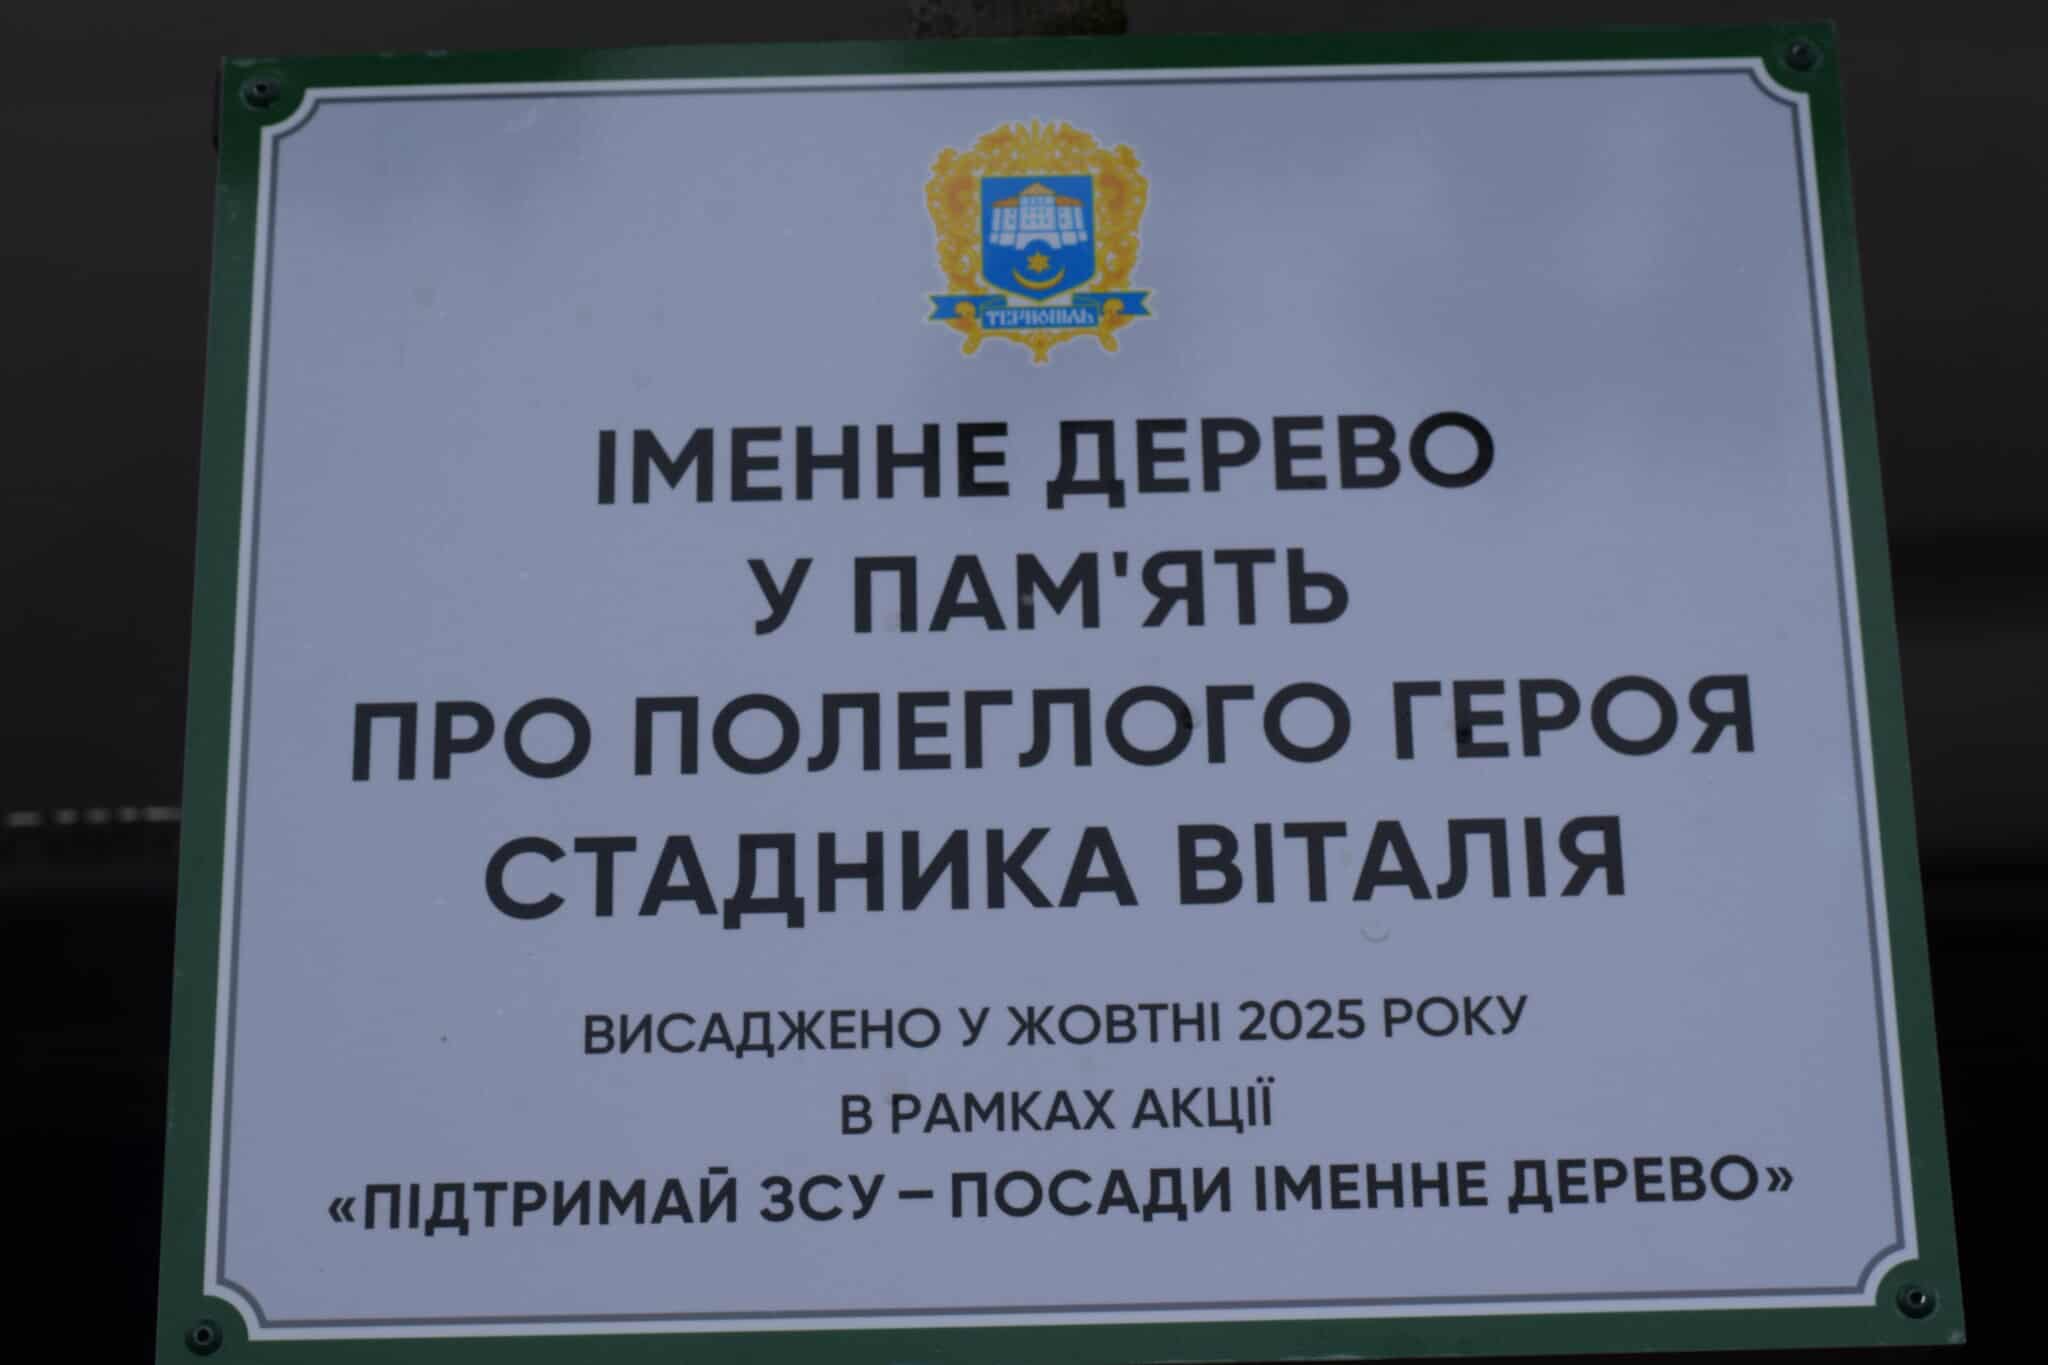 ТЕРНОПІЛЬ
ІМЕННЕ ДЕРЕВО
У ПАМ'ЯТЬ
ПРО ПОЛЕГЛОГО ГЕРОЯ
СТАДНИКА ВІТАЛІЯ
ВИСАДЖЕНО У ЖОВТНІ 2025 РОКУ
В РАМКАХ АКЦІЇ
«ПІДТРИМАЙ ЗСУ – ПОСАДИ ІМЕННЕ ДЕРЕВО»